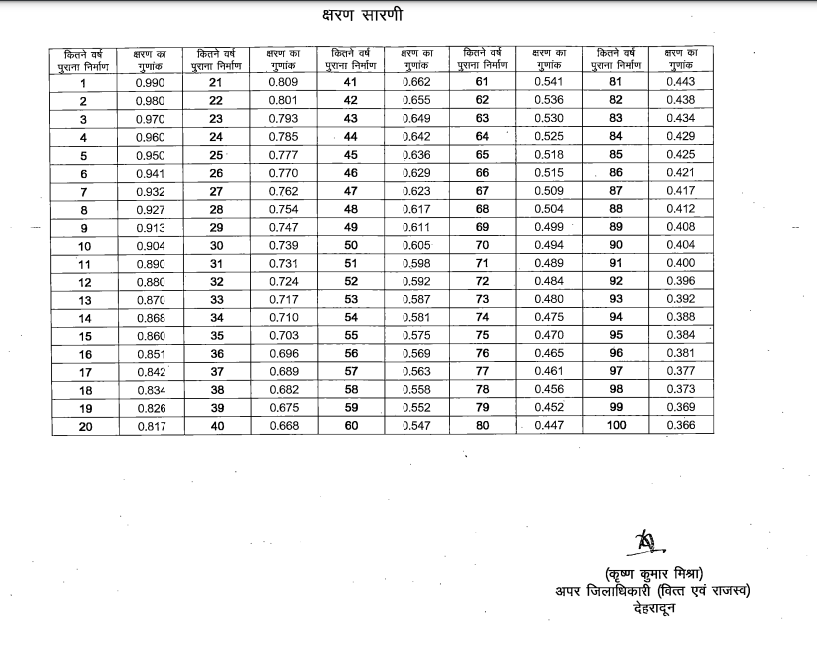 क्षरण सारणी
कितने वर्ष पुराना निर्माण क्षरण का गुणांक कितने वर्ष पुराना निर्माण क्षरण का गुणांक कितने वर्ष पुराना निर्माण क्षरण का गुणांक कितने वर्ष पुराना निर्माण क्षरण का गुणांक कितने वर्ष पुराना निर्माण क्षरण का गुणांक
1 0.990 21 0.809 41 0.662 61 0.541 81 0.443
2 0.980 22 0.801 42 0.655 62 0.536 82 0.438
3 0.970 23 0.793 43 0.649 63 0.530 83 0.434
4 0.960 24 0.785 44 0.642 64 0.525 84 0.429
5 0.950 25 0.777 45 0.636 65 0.518 85 0.425
6 0.941 26 0.770 46 0.629 66 0.515 86 0.421
7 0.932 27 0.762 47 0.623 67 0.509 87 0.417
8 0.927 28 0.754 48 0.617 68 0.504 88 0.412
9 0.913 29 0.747 49 0.611 69 0.499 89 0.408
10 0.904 30 0.739 50 0.605 70 0.494 90 0.404
11 0.890 31 0.731 51 0.598 71 0.489 91 0.400
12 0.880 32 0.724 52 0.592 72 0.484 92 0.396
13 0.870 33 0.717 53 0.587 73 0.480 93 0.392
14 0.868 34 0.710 54 0.581 74 0.475 94 0.388
15 0.860 35 0.703 55 0.575 75 0.470 95 0.384
16 0.851 36 0.696 56 0.569 76 0.465 96 0.381
17 0.842 37 0.689 57 0.563 77 0.461 97 0.377
18 0.834 38 0.682 58 0.558 78 0.456 98 0.373
19 0.826 39 0.675 59 0.552 79 0.452 99 0.369
20 0.817 40 0.668 60 0.547 80 0.447 100 0.366
(कृष्ण कुमार मिश्रा)
अपर जिलाधिकारी (वित्त एवं राजस्व)
देहरादून